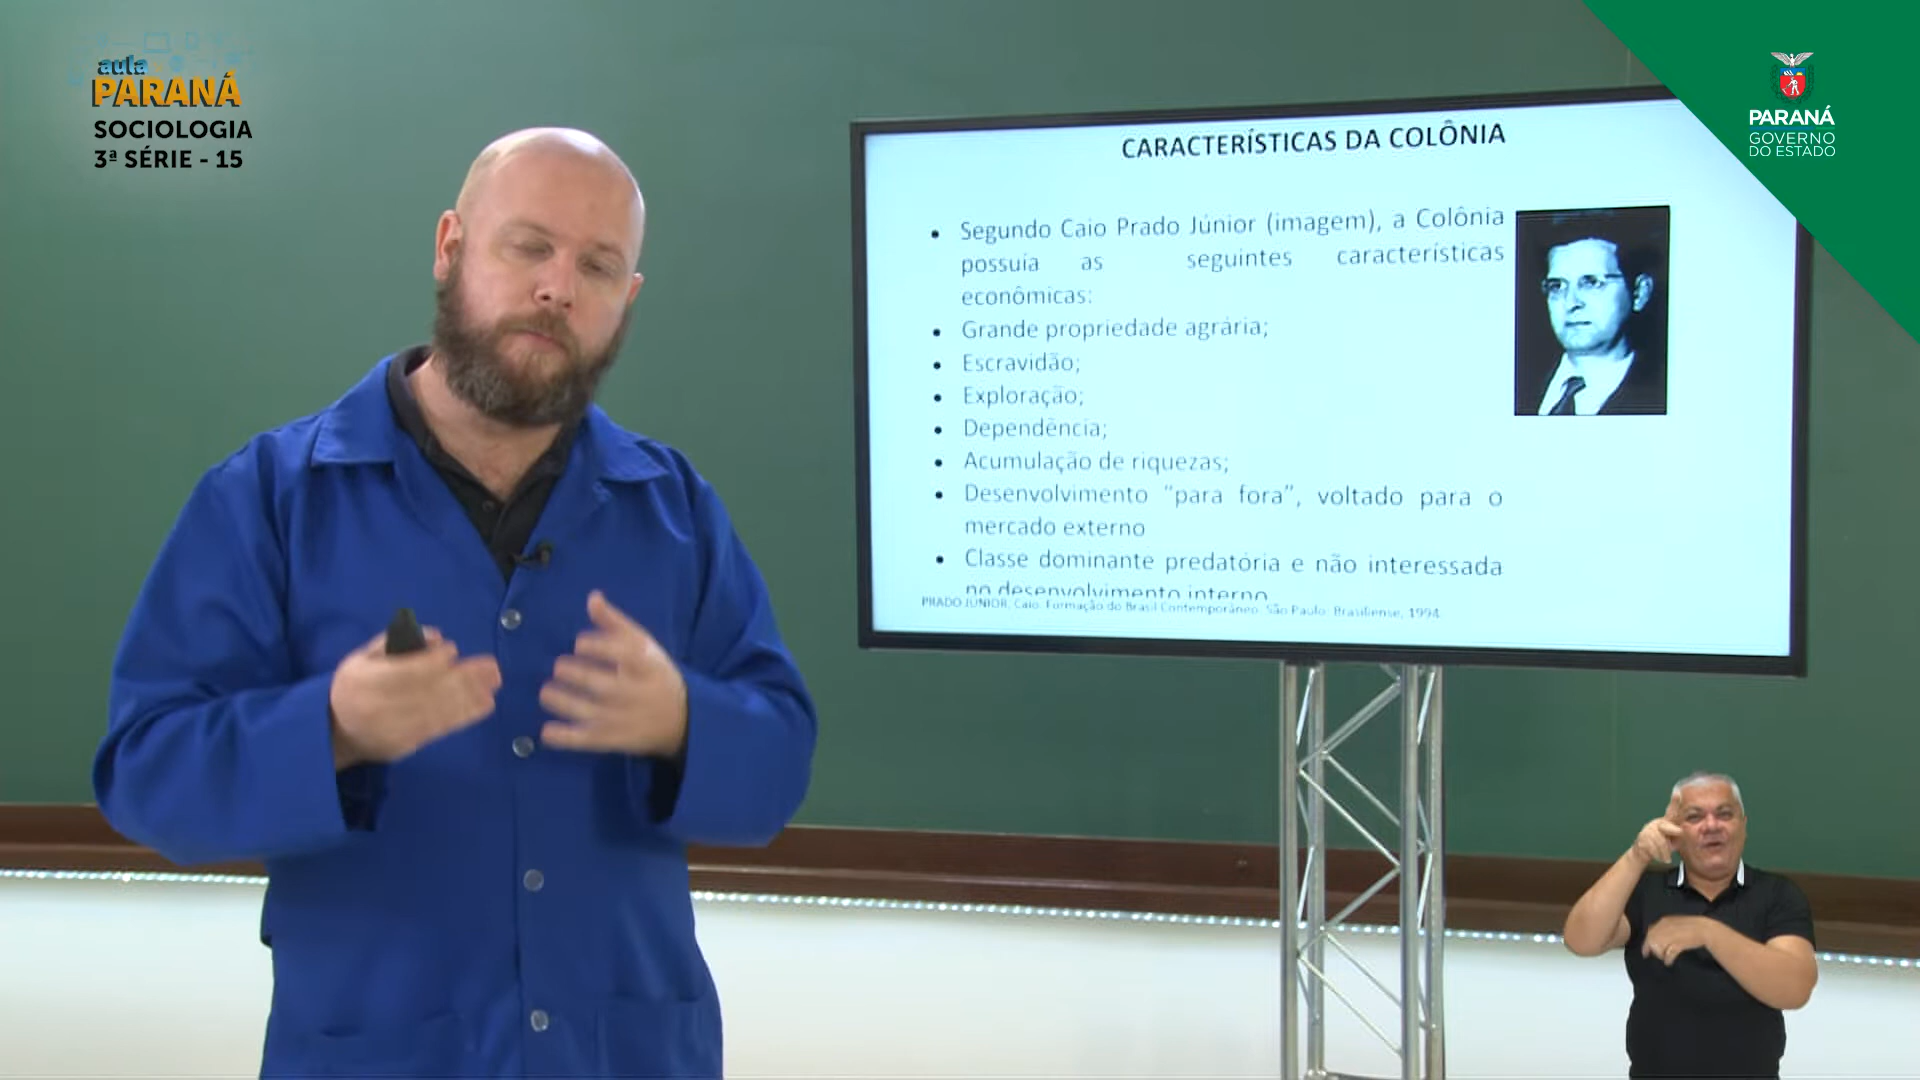 aula
PARANÁ
SOCIOLOGIA
3ª SÉRIE - 15
PARANÁ
GOVERNO
DO ESTADO
CARACTERÍSTICAS DA COLÔNIA
• Segundo Caio Prado Júnior (imagem), a Colônia
possuía as seguintes características
econômicas:
• Grande propriedade agrária;
• Escravidão;
• Exploração;
• Dependência;
• Acumulação de riquezas;
• Desenvolvimento “para fora”, voltado para o
mercado externo
• Classe dominante predatória e não interessada
no desenvolvimento interno
PRADO JÚNIOR, Caio. Formação do Brasil Contemporâneo. São Paulo: Brasiliense, 1994.